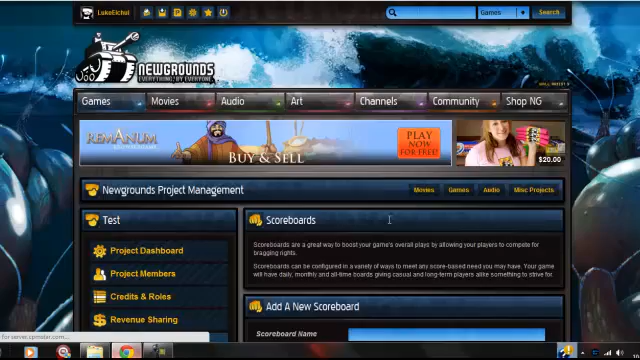 LukeElchul
Games
Search
NEWGROUNDS
EVERYTHING, BY EVERYONE.
Games Movies Audio Art Channels Community Shop NG
REMANUM
BUY & SELL
PLAY NOW FOR FREE!
$20.00
Newgrounds Project Management
Movies Games Audio Misc Projects
Test
Project Dashboard
Project Members
Credits & Roles
Revenue Sharing
Scoreboards
Scoreboards are a great way to boost your game's overall plays by allowing your players to compete for
bragging rights.
Scoreboards can be configured in a variety of ways to meet any score-based need you may have. Your game
will have daily, monthly and all-time boards giving casual and long-term players alike something to strive for.
Add A New Scoreboard
Scoreboard Name